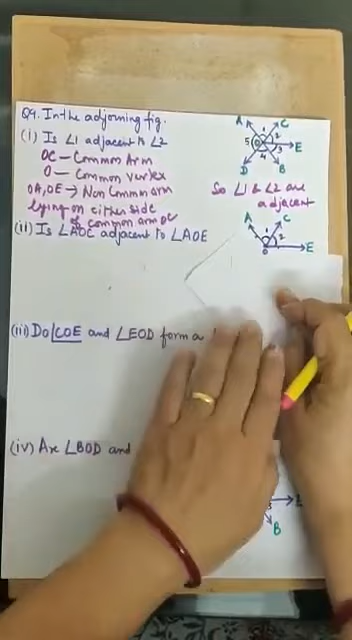 Q9. In the adjoining fig.
(i) Is ∠1 adjacent to ∠2
OC — Common Arm
O — Common vertex
OA, OE → Non Common arm
lying on either side
of common arm OC
So ∠1 & ∠2 are
adjacent
A C
1
5 O 2 E
3
4
D B
A C
1
2
O E
(ii) Is ∠AOC adjacent to ∠AOE
(iii) Do ∠COE and ∠EOD form a
(iv) Are ∠BOD and
3
B